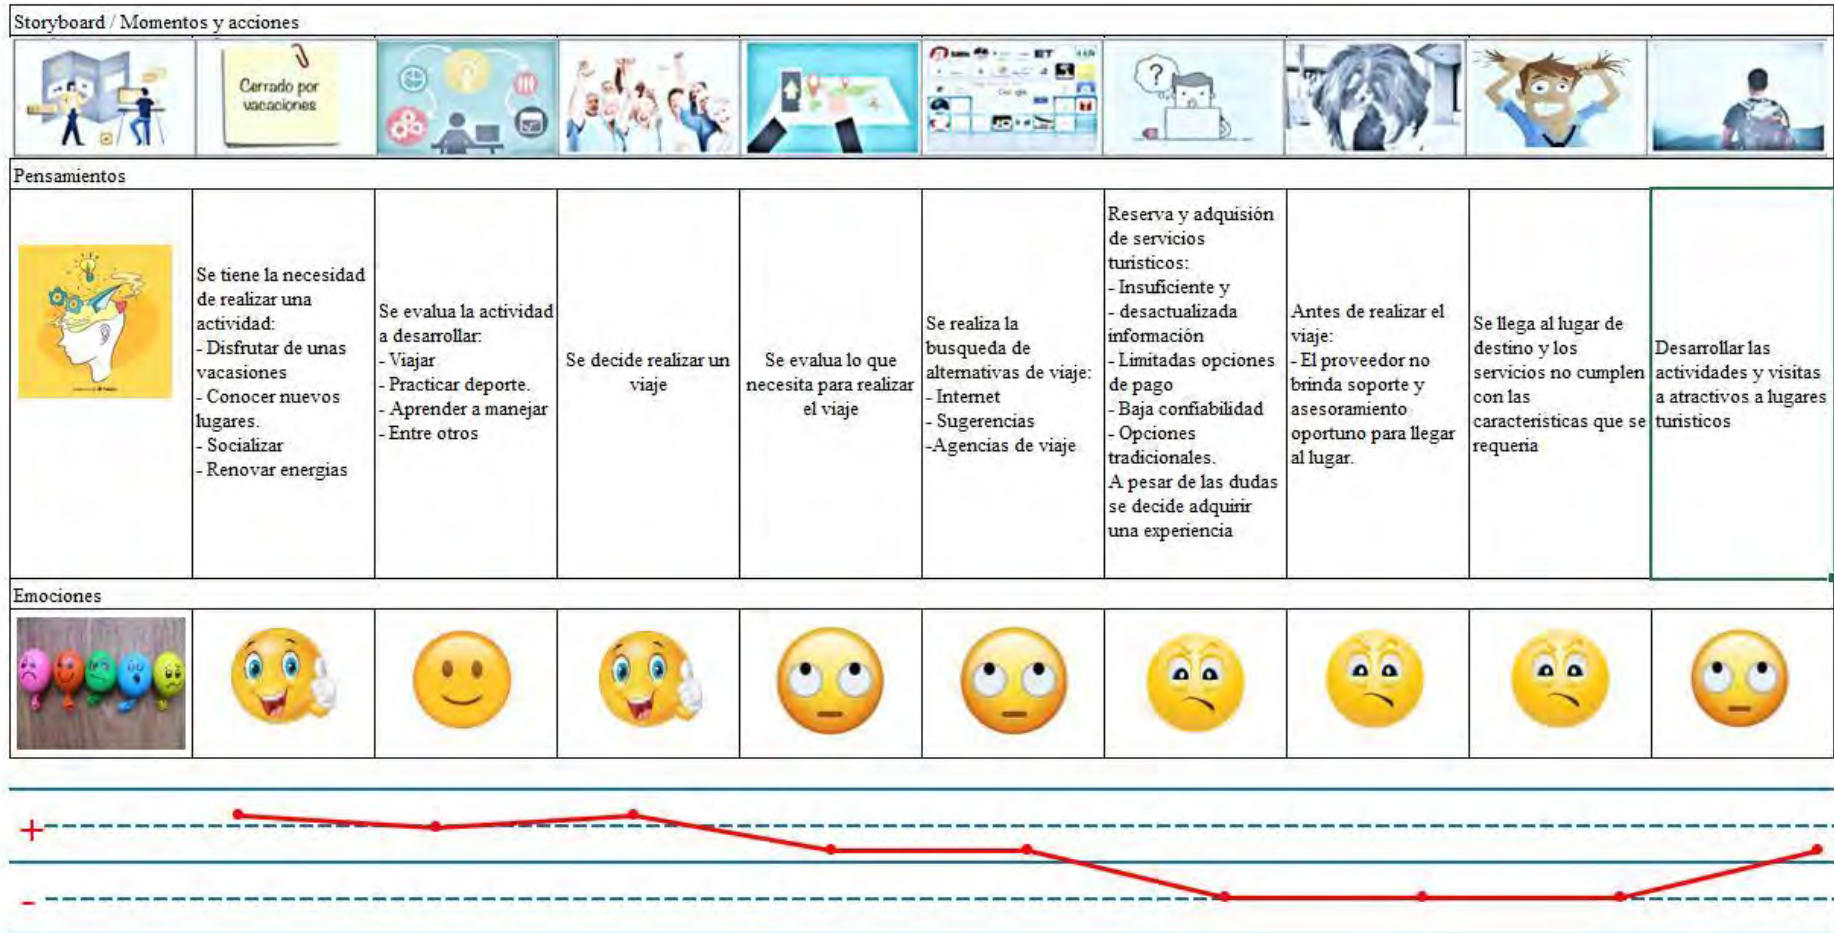 Storyboard / Momentos y acciones
Cerrado por
vacaciones
?
ET
Google
Pensamientos
Se tiene la necesidad
de realizar una
actividad:
- Disfrutar de unas
vacasiones
- Conocer nuevos
lugares.
- Socializar
- Renovar energias
Se evalua la actividad
a desarrollar:
- Viajar
- Practicar deporte.
- Aprender a manejar
- Entre otros
Se decide realizar un
viaje
Se evalua lo que
necesita para realizar
el viaje
Se realiza la
busqueda de
alternativas de viaje:
- Internet
- Sugerencias
-Agencias de viaje
Reserva y adquisión
de servicios
turisticos:
- Insuficiente y
- desactualizada
información
- Limitadas opciones
de pago
- Baja confiabilidad
- Opciones
tradicionales.
A pesar de las dudas
se decide adquirir
una experiencia
Antes de realizar el
viaje:
- El proveedor no
brinda soporte y
asesoramiento
oportuno para llegar
al lugar.
Se llega al lugar de
destino y los
servicios no cumplen
con las
caracteristicas que se
requeria
Desarrollar las
actividades y visitas
a atractivos a lugares
turisticos
Emociones
+
-